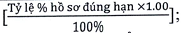 [Tỷ lệ % hồ sơ đúng hạn ×1.00
100%
];